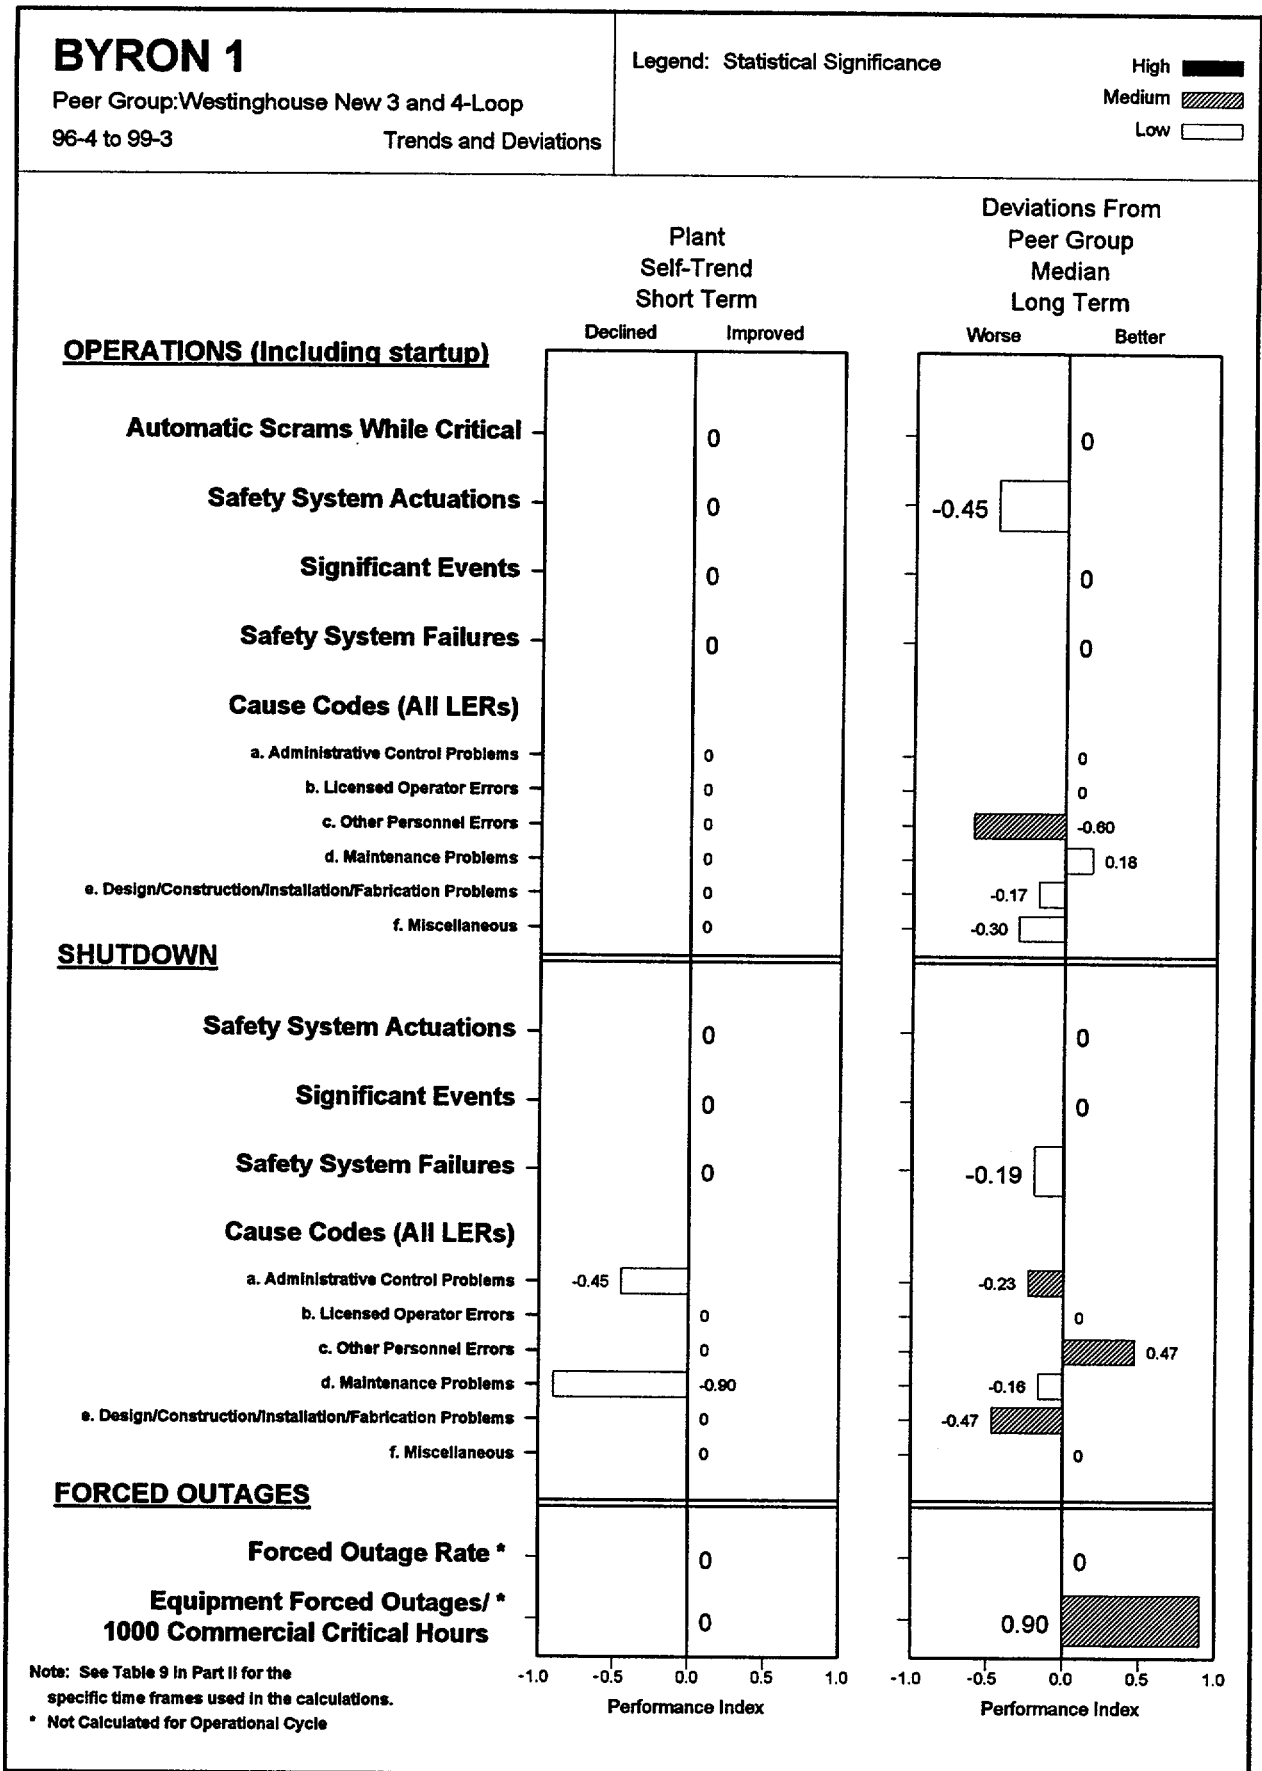 BYRON 1
Peer Group:Westinghouse New 3 and 4-Loop
96-4 to 99-3 Trends and Deviations
Legend: Statistical Significance
High
Medium
Low
Plant
Self-Trend
Short Term
Declined Improved
Deviations From
Peer Group
Median
Long Term
Worse Better
OPERATIONS (Including startup)
Automatic Scrams While Critical 0 0
Safety System Actuations 0 -0.45
Significant Events 0 0
Safety System Failures 0 0
Cause Codes (All LERs)
a. Administrative Control Problems 0 0
b. Licensed Operator Errors 0 0
c. Other Personnel Errors 0 -0.60
d. Maintenance Problems 0 0.18
e. Design/Construction/Installation/Fabrication Problems 0 -0.17
f. Miscellaneous 0 -0.30
SHUTDOWN
Safety System Actuations 0 0
Significant Events 0 0
Safety System Failures 0 -0.19
Cause Codes (All LERs)
a. Administrative Control Problems -0.45 -0.23
b. Licensed Operator Errors 0 0
c. Other Personnel Errors 0 0.47
d. Maintenance Problems -0.90 -0.16
e. Design/Construction/Installation/Fabrication Problems 0 -0.47
f. Miscellaneous 0 0
FORCED OUTAGES
Forced Outage Rate * 0 0
Equipment Forced Outages/ *
1000 Commercial Critical Hours 0 0.90
-1.0 -0.5 0.0 0.5 1.0 -1.0 -0.5 0.0 0.5 1.0
Performance Index Performance Index
Note: See Table 9 in Part II for the
specific time frames used in the calculations.
* Not Calculated for Operational Cycle